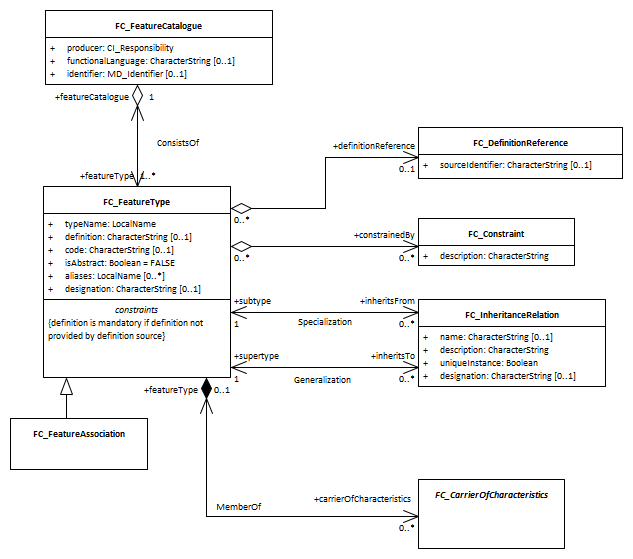 FC_FeatureCatalogue
+ producer: CI_Responsibility
+ functionalLanguage: CharacterString [0..1]
+ identifier: MD_Identifier [0..1]
+featureCatalogue 1
ConsistsOf
+featureType 1..*
FC_FeatureType
+ typeName: LocalName
+ definition: CharacterString [0..1]
+ code: CharacterString [0..1]
+ isAbstract: Boolean = FALSE
+ aliases: LocalName [0..*]
+ designation: CharacterString [0..1]
constraints
{definition is mandatory if definition not
provided by definition source}
+definitionReference
0..*
0..1
FC_DefinitionReference
+ sourceIdentifier: CharacterString [0..1]
+constrainedBy
0..*
0..*
FC_Constraint
+ description: CharacterString
+subtype
+inheritsFrom
1
Specialization
0..*
+supertype
+inheritsTo
1
Generalization
0..*
FC_InheritanceRelation
+ name: CharacterString [0..1]
+ description: CharacterString
+ uniqueInstance: Boolean
+ designation: CharacterString [0..1]
+featureType 0..1
FC_FeatureAssociation
MemberOf
+carrierOfCharacteristics
0..*
FC_CarrierOfCharacteristics